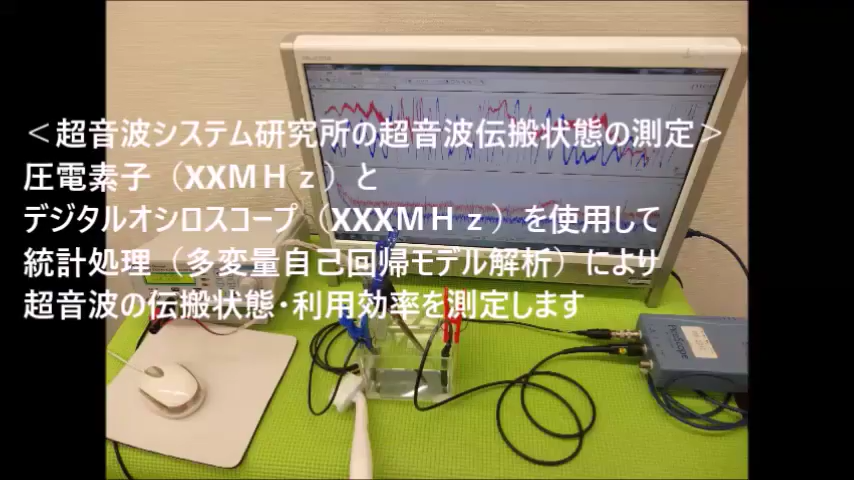 ＜超音波システム研究所の超音波伝搬状態の測定＞
圧電素子（XXＭＨｚ）と
デジタルオシロスコープ（XXXＭＨｚ）を使用して
統計処理（多変量自己回帰モデル解析）により
超音波の伝搬状態・利用効率を測定します
PicoScope